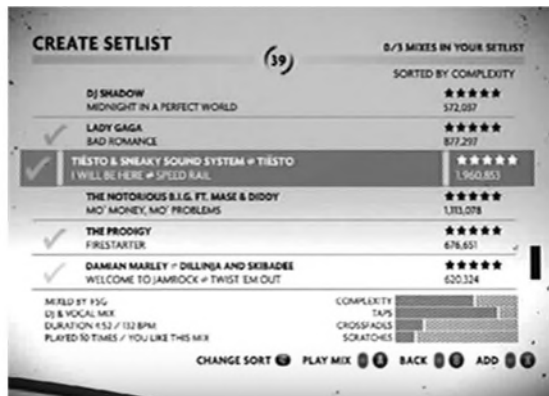 CREATE SETLIST
39
0/3 MIXES IN YOUR SETLIST
SORTED BY COMPLEXITY
DJ SHADOW
MIDNIGHT IN A PERFECT WORLD
572,037
LADY GAGA
BAD ROMANCE
877,297
TIËSTO & SNEAKY SOUND SYSTEM TIËSTO
I WILL BE HERE SPEED RAIL
1,960,853
THE NOTORIOUS B.I.G. FT. MASE & DIDDY
MO' MONEY, MO' PROBLEMS
1,113,078
THE PRODIGY
FIRESTARTER
676,651
DAMIAN MARLEY DILLINJA AND SKIBADEE
WELCOME TO JAMROCK TWIST 'EM OUT
620,324
MIXED BY FSG
DJ & VOCAL MIX
DURATION 4:52 / 132 BPM
PLAYED 10 TIMES / YOU LIKE THIS MIX
COMPLEXITY
TAPS
CROSSFADES
SCRATCHES
CHANGE SORT PLAY MIX BACK ADD